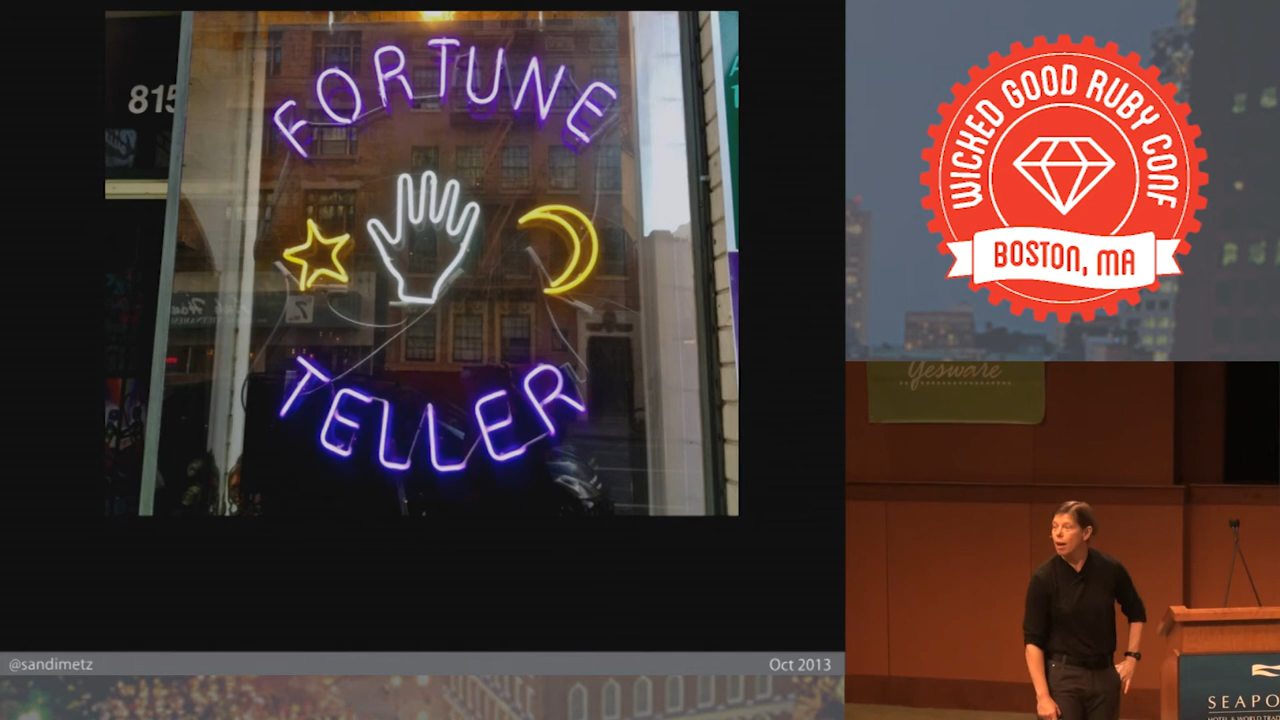 815
FORTUNE
TELLER
@sandimetz
Oct 2013
WICKED GOOD RUBY CONF
BOSTON, MA
Yesware
SEAPO